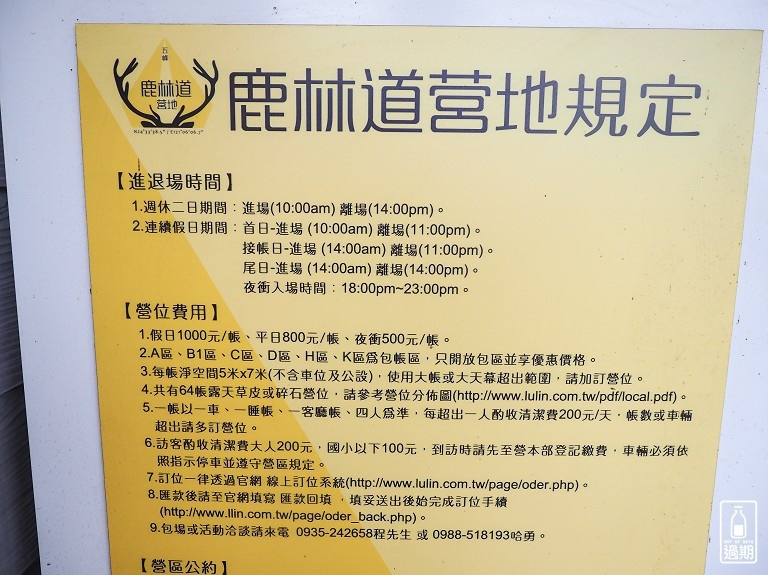 五峰
鹿林道
營地
N24°33'38.5" / E121°06'06.7"
鹿林道營地規定
【進退場時間】
1.週休二日期間：進場(10:00am) 離場(14:00pm)。
2.連續假日期間：首日-進場 (10:00am) 離場(11:00pm)。
接帳日-進場 (14:00am) 離場(11:00pm)。
尾日-進場 (14:00am) 離場(14:00pm)。
夜衝入場時間：18:00pm~23:00pm。
【營位費用】
1.假日1000元/帳、平日800元/帳、夜衝500元/帳。
2.A區、B1區、C區、D區、H區、K區為包帳區，只開放包區並享優惠價格。
3.每帳淨空間5米x7米(不含車位及公設)，使用大帳或大天幕超出範圍，請加訂營位。
4.共有64帳露天草皮或碎石營位，請參考營位分佈圖(http://www.lulin.com.tw/pdf/local.pdf)。
5.一帳以一車、一睡帳、一客廳帳、四人為準，每超出一人酌收清潔費200元/天，帳數或車輛
超出請多訂營位。
6.訪客酌收清潔費大人200元，國小以下100元，到訪時請先至營本部登記繳費，車輛必須依
照指示停車並遵守營區規定。
7.訂位一律透過官網 線上訂位系統(http://www.lulin.com.tw/page/oder.php)。
8.匯款後請至官網填寫 匯款回填 ，填妥送出後始完成訂位手續
(http://www.llin.com.tw/page/oder_back.php)。
9.包場或活動洽談請來電 0935-242658程先生 或 0988-518193哈勇。
【營區公約】
過期